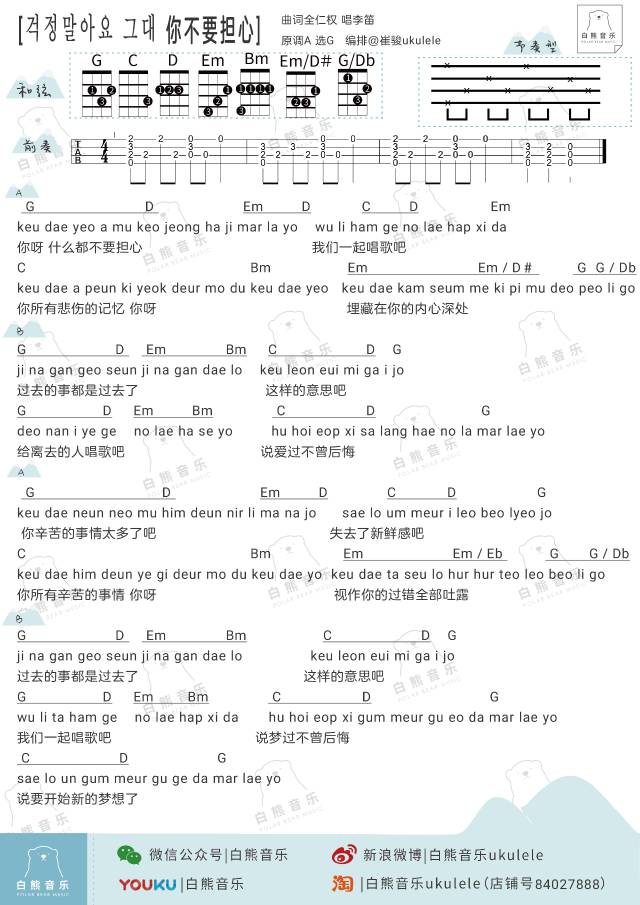 [걱정말아요 그대 你不要担心]
曲词全仁权 唱李笛
原调A 选G 编排@崔骏ukulele
白熊音乐
POLAR BEAR MUSIC
和弦
G C D Em Bm Em/D# G/Db
节奏型
前奏
A
G D Em D C D Em
keu dae yeo a mu keo jeong ha ji mar la yo wu li ham ge no lae hap xi da
你呀 什么都不要担心 我们一起唱歌吧
C Bm Em Em / D # G G / Db
keu dae a peun ki yeok deur mo du keu dae yeo keu dae kam seum me ki pi mu deo peo li go
你所有悲伤的记忆 你呀 埋藏在你的内心深处
B
G D Em Bm C D G
ji na gan geo seun ji na gan dae lo keu leon eui mi ga i jo
过去的事都是过去了 这样的意思吧
G D Em Bm C D G
deo nan i ye ge no lae ha se yo hu hoi eop xi sa lang hae no la mar lae yo
给离去的人唱歌吧 说爱过不曾后悔
A
G D Em D C D G
keu dae neun neo mu him deun nir li ma na jo sae lo um meur i leo beo lyeo jo
你辛苦的事情太多了吧 失去了新鲜感吧
C Bm Em Em / Eb G G / Db
keu dae him deun ye gi deur mo du keu dae yo keu dae ta seu lo hur hur teo leo beo li go
你所有辛苦的事情 你呀 视作你的过错全部吐露
B
G D Em Bm C D G
ji na gan geo seun ji na gan dae lo keu leon eui mi ga i jo
过去的事都是过去了 这样的意思吧
G D Em Bm C D G
wu li ta ham ge no lae hap xi da hu hoi eop xi gum meur gu eo da mar lae yo
我们一起唱歌吧 说梦过不曾后悔
C D G
sae lo un gum meur gu ge da mar lae yo
说要开始新的梦想了
白熊音乐
POLAR BEAR MUSIC
微信公众号|白熊音乐
新浪微博|白熊音乐ukulele
YOUKU|白熊音乐
淘|白熊音乐ukulele(店铺号84027888)